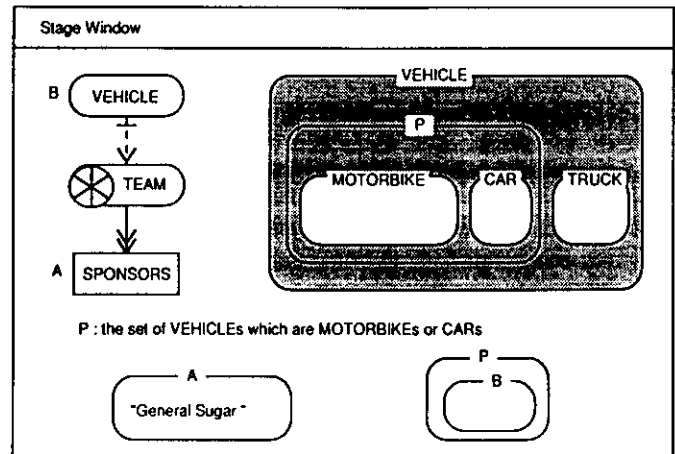 Stage Window
B VEHICLE
TEAM
A SPONSORS
VEHICLE
P
MOTORBIKE CAR TRUCK
P : the set of VEHICLEs which are MOTORBIKEs or CARs
A
"General Sugar "
P
B